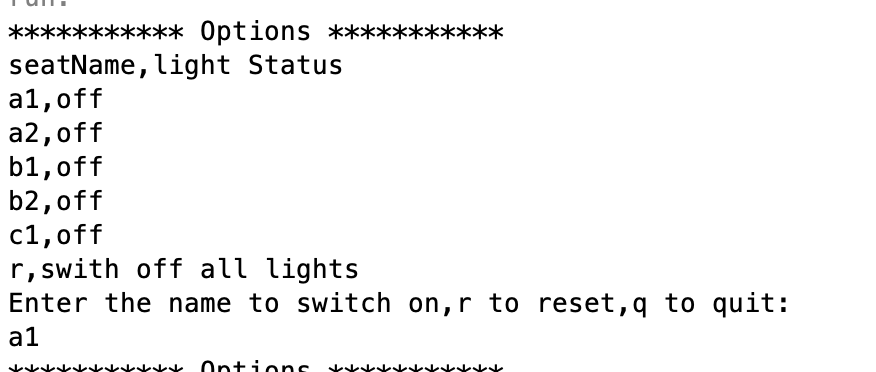 run:
*********** Options ***********
seatName,light Status
a1,off
a2,off
b1,off
b2,off
c1,off
r,swith off all lights
Enter the name to switch on,r to reset,q to quit:
a1
*********** Options ***********